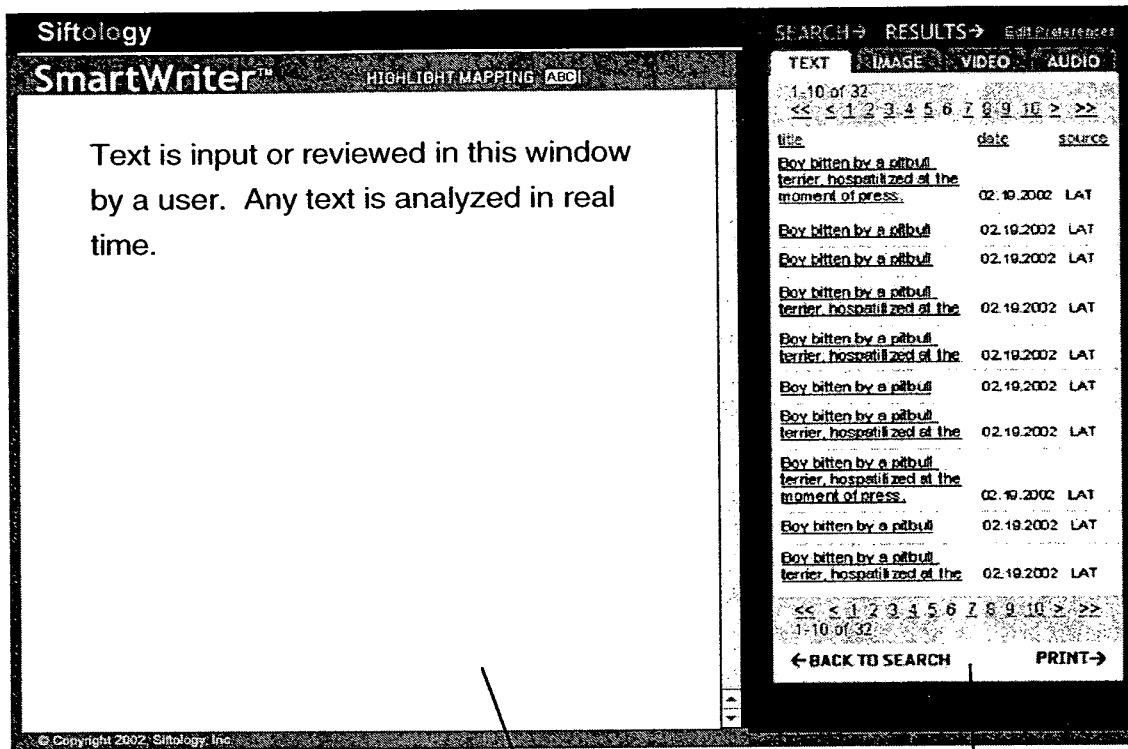 Siftology
SmartWriter™ HIGHLIGHT MAPPING ABC
Text is input or reviewed in this window
by a user. Any text is analyzed in real
time.
© Copyright 2002, Siftology, Inc.
SEARCH→ RESULTS→ Edit Preferences
TEXT IMAGE VIDEO AUDIO
1-10 of 32
<< < 1 2 3 4 5 6 7 8 9 10 > >>
title date source
Boy bitten by a pitbull
terrier, hospatilized at the
moment of press. 02.19.2002 LAT
Boy bitten by a pitbull 02.19.2002 LAT
Boy bitten by a pitbull 02.19.2002 LAT
Boy bitten by a pitbull
terrier, hospatilized at the 02.19.2002 LAT
Boy bitten by a pitbull
terrier, hospatilized at the 02.19.2002 LAT
Boy bitten by a pitbull 02.19.2002 LAT
Boy bitten by a pitbull
terrier, hospatilized at the 02.19.2002 LAT
Boy bitten by a pitbull
terrier, hospatilized at the
moment of press. 02.19.2002 LAT
Boy bitten by a pitbull 02.19.2002 LAT
Boy bitten by a pitbull
terrier, hospatilized at the 02.19.2002 LAT
<< < 1 2 3 4 5 6 7 8 9 10 > >>
1-10 of 32
←BACK TO SEARCH PRINT→